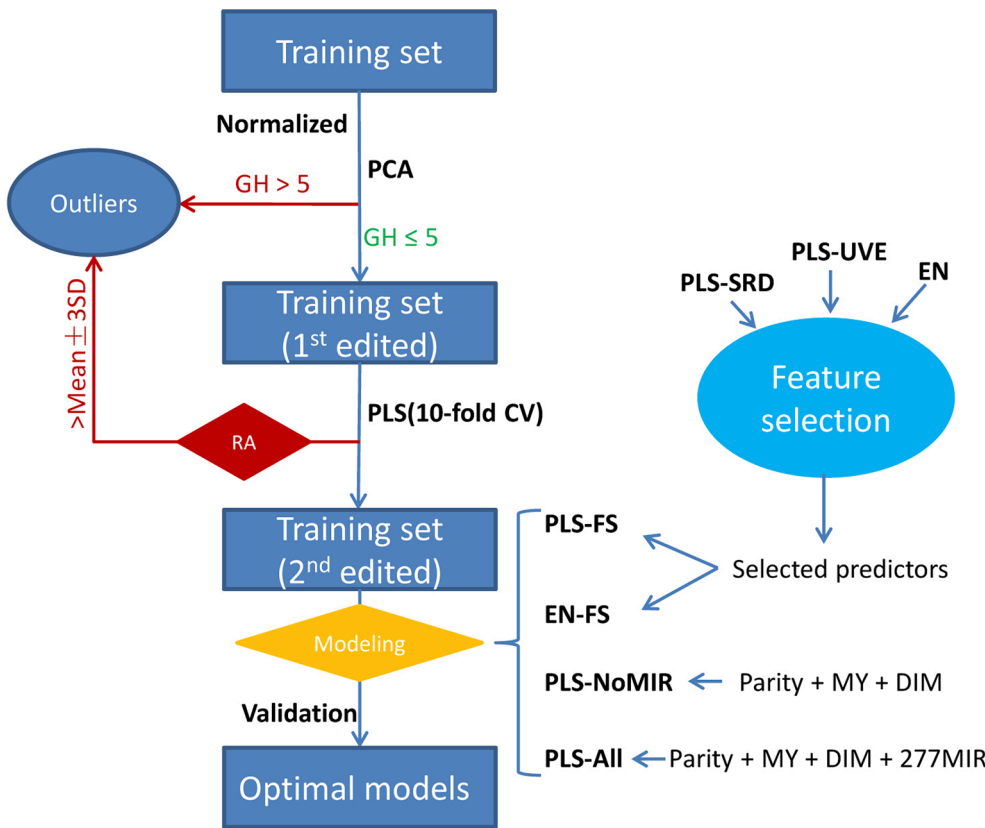 Training set
Normalized
PCA
GH > 5
Outliers
GH ≤ 5
Training set
(1st edited)
>Mean±3SD
PLS(10-fold CV)
RA
Training set
(2nd edited)
Modeling
Validation
Optimal models
PLS-SRD
PLS-UVE
EN
Feature
selection
Selected predictors
PLS-FS
EN-FS
PLS-NoMIR
Parity + MY + DIM
PLS-All
Parity + MY + DIM + 277MIR